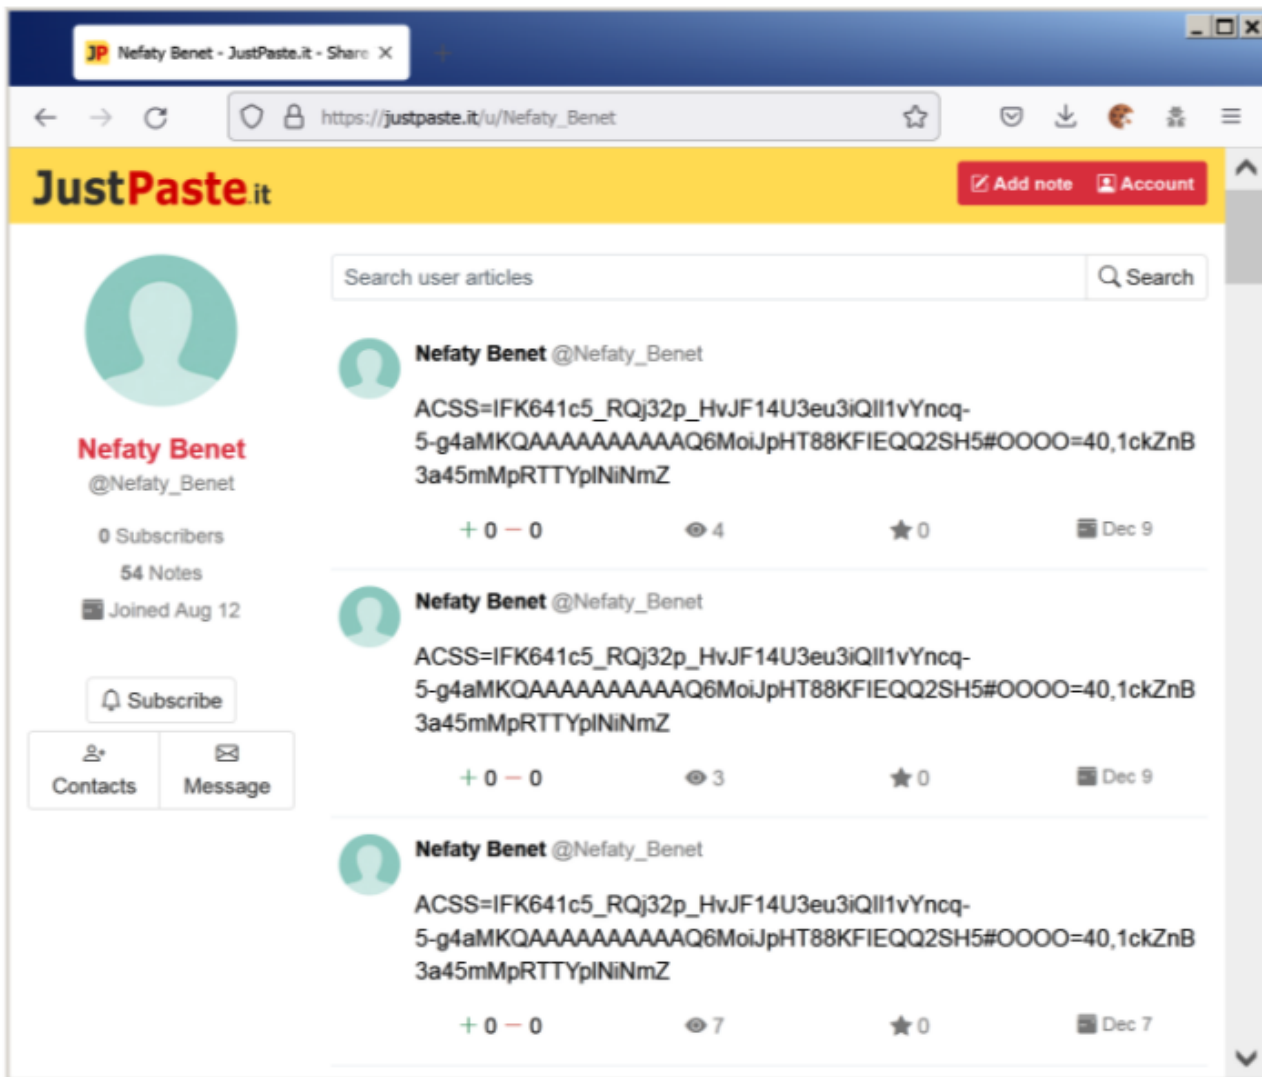 Nefaty Benet - JustPaste.it - Share
https://justpaste.it/u/Nefaty_Benet
JustPaste.it
Add note
Account
Search user articles
Search
Nefaty Benet
@Nefaty_Benet
0 Subscribers
54 Notes
Joined Aug 12
Subscribe
Contacts
Message
Nefaty Benet @Nefaty_Benet
ACSS=IFK641c5_RQj32p_HvJF14U3eu3iQIl1vYncq-
5-g4aMKQAAAAAAAAAAQ6MoiJpHT88KFIEQQ2SH5#OOOO=40,1ckZnB
3a45mMpRTTYplNiNmZ
+ 0 − 0
4
0
Dec 9
Nefaty Benet @Nefaty_Benet
ACSS=IFK641c5_RQj32p_HvJF14U3eu3iQIl1vYncq-
5-g4aMKQAAAAAAAAAAQ6MoiJpHT88KFIEQQ2SH5#OOOO=40,1ckZnB
3a45mMpRTTYplNiNmZ
+ 0 − 0
3
0
Dec 9
Nefaty Benet @Nefaty_Benet
ACSS=IFK641c5_RQj32p_HvJF14U3eu3iQIl1vYncq-
5-g4aMKQAAAAAAAAAAQ6MoiJpHT88KFIEQQ2SH5#OOOO=40,1ckZnB
3a45mMpRTTYplNiNmZ
+ 0 − 0
7
0
Dec 7